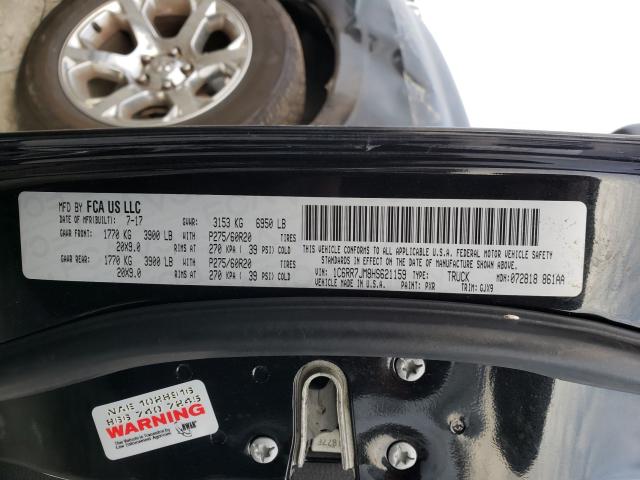 MFD BY FCA US LLC
DATE OF MFR(BUILT): 7-17 GVWR: 3153 KG 6950 LB
GAWR FRONT: 1770 KG 3900 LB WITH P275/60R20 TIRES
20X9.0 RIMS AT 270 KPA( 39 PSI) COLD
GAWR REAR: 1770 KG 3900 LB WITH P275/60R20 TIRES
20X9.0 RIMS AT 270 KPA( 39 PSI) COLD
THIS VEHICLE CONFORMS TO ALL APPLICABLE U.S.A. FEDERAL MOTOR VEHICLE SAFETY
STANDARDS IN EFFECT ON THE DATE OF MANUFACTURE SHOWN ABOVE.
VIN: 1C6RR7JM8HS621159 TYPE: TRUCK MDH: 072818 861AA
VEHICLE MADE IN U.S.A. PAINT: PXR TRIM: GJX9
866 740 7245
WARNING